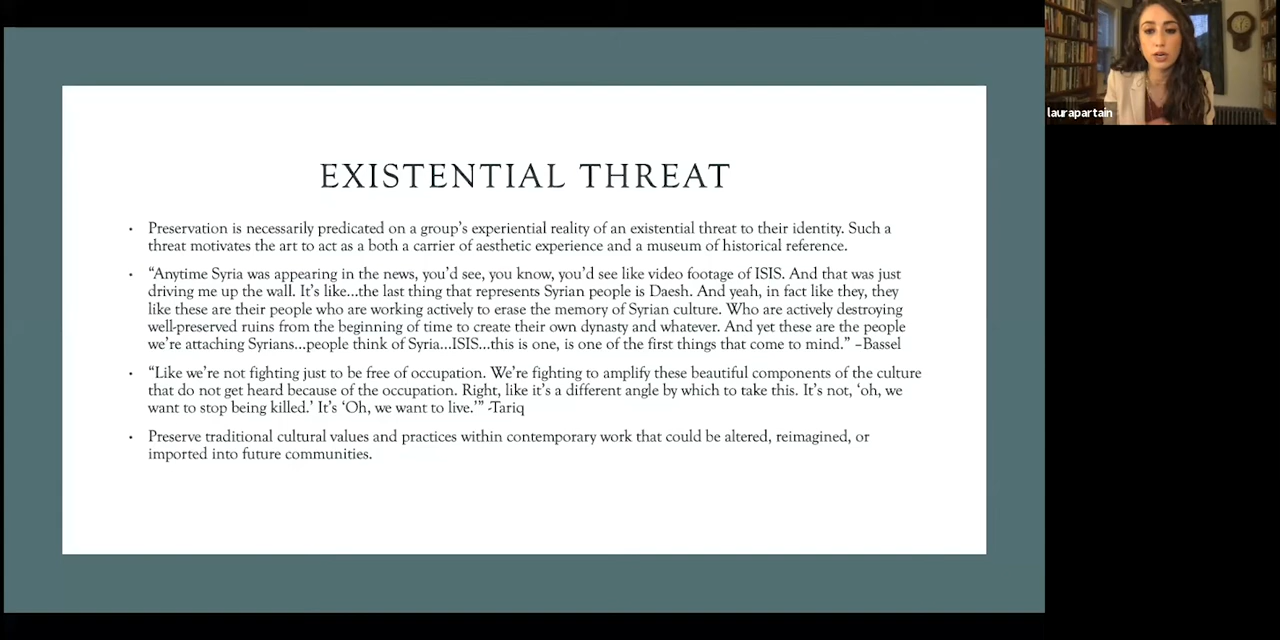 EXISTENTIAL THREAT
• Preservation is necessarily predicated on a group's experiential reality of an existential threat to their identity. Such a
threat motivates the art to act as a both a carrier of aesthetic experience and a museum of historical reference.
• “Anytime Syria was appearing in the news, you'd see, you know, you'd see like video footage of ISIS. And that was just
driving me up the wall. It's like…the last thing that represents Syrian people is Daesh. And yeah, in fact like they, they
like these are their people who are working actively to erase the memory of Syrian culture. Who are actively destroying
well-preserved ruins from the beginning of time to create their own dynasty and whatever. And yet these are the people
we're attaching Syrians…people think of Syria…ISIS…this is one, is one of the first things that come to mind.” –Bassel
• “Like we're not fighting just to be free of occupation. We're fighting to amplify these beautiful components of the culture
that do not get heard because of the occupation. Right, like it's a different angle by which to take this. It's not, ‘oh, we
want to stop being killed.’ It's ‘Oh, we want to live.’” -Tariq
• Preserve traditional cultural values and practices within contemporary work that could be altered, reimagined, or
imported into future communities.
laurapartain